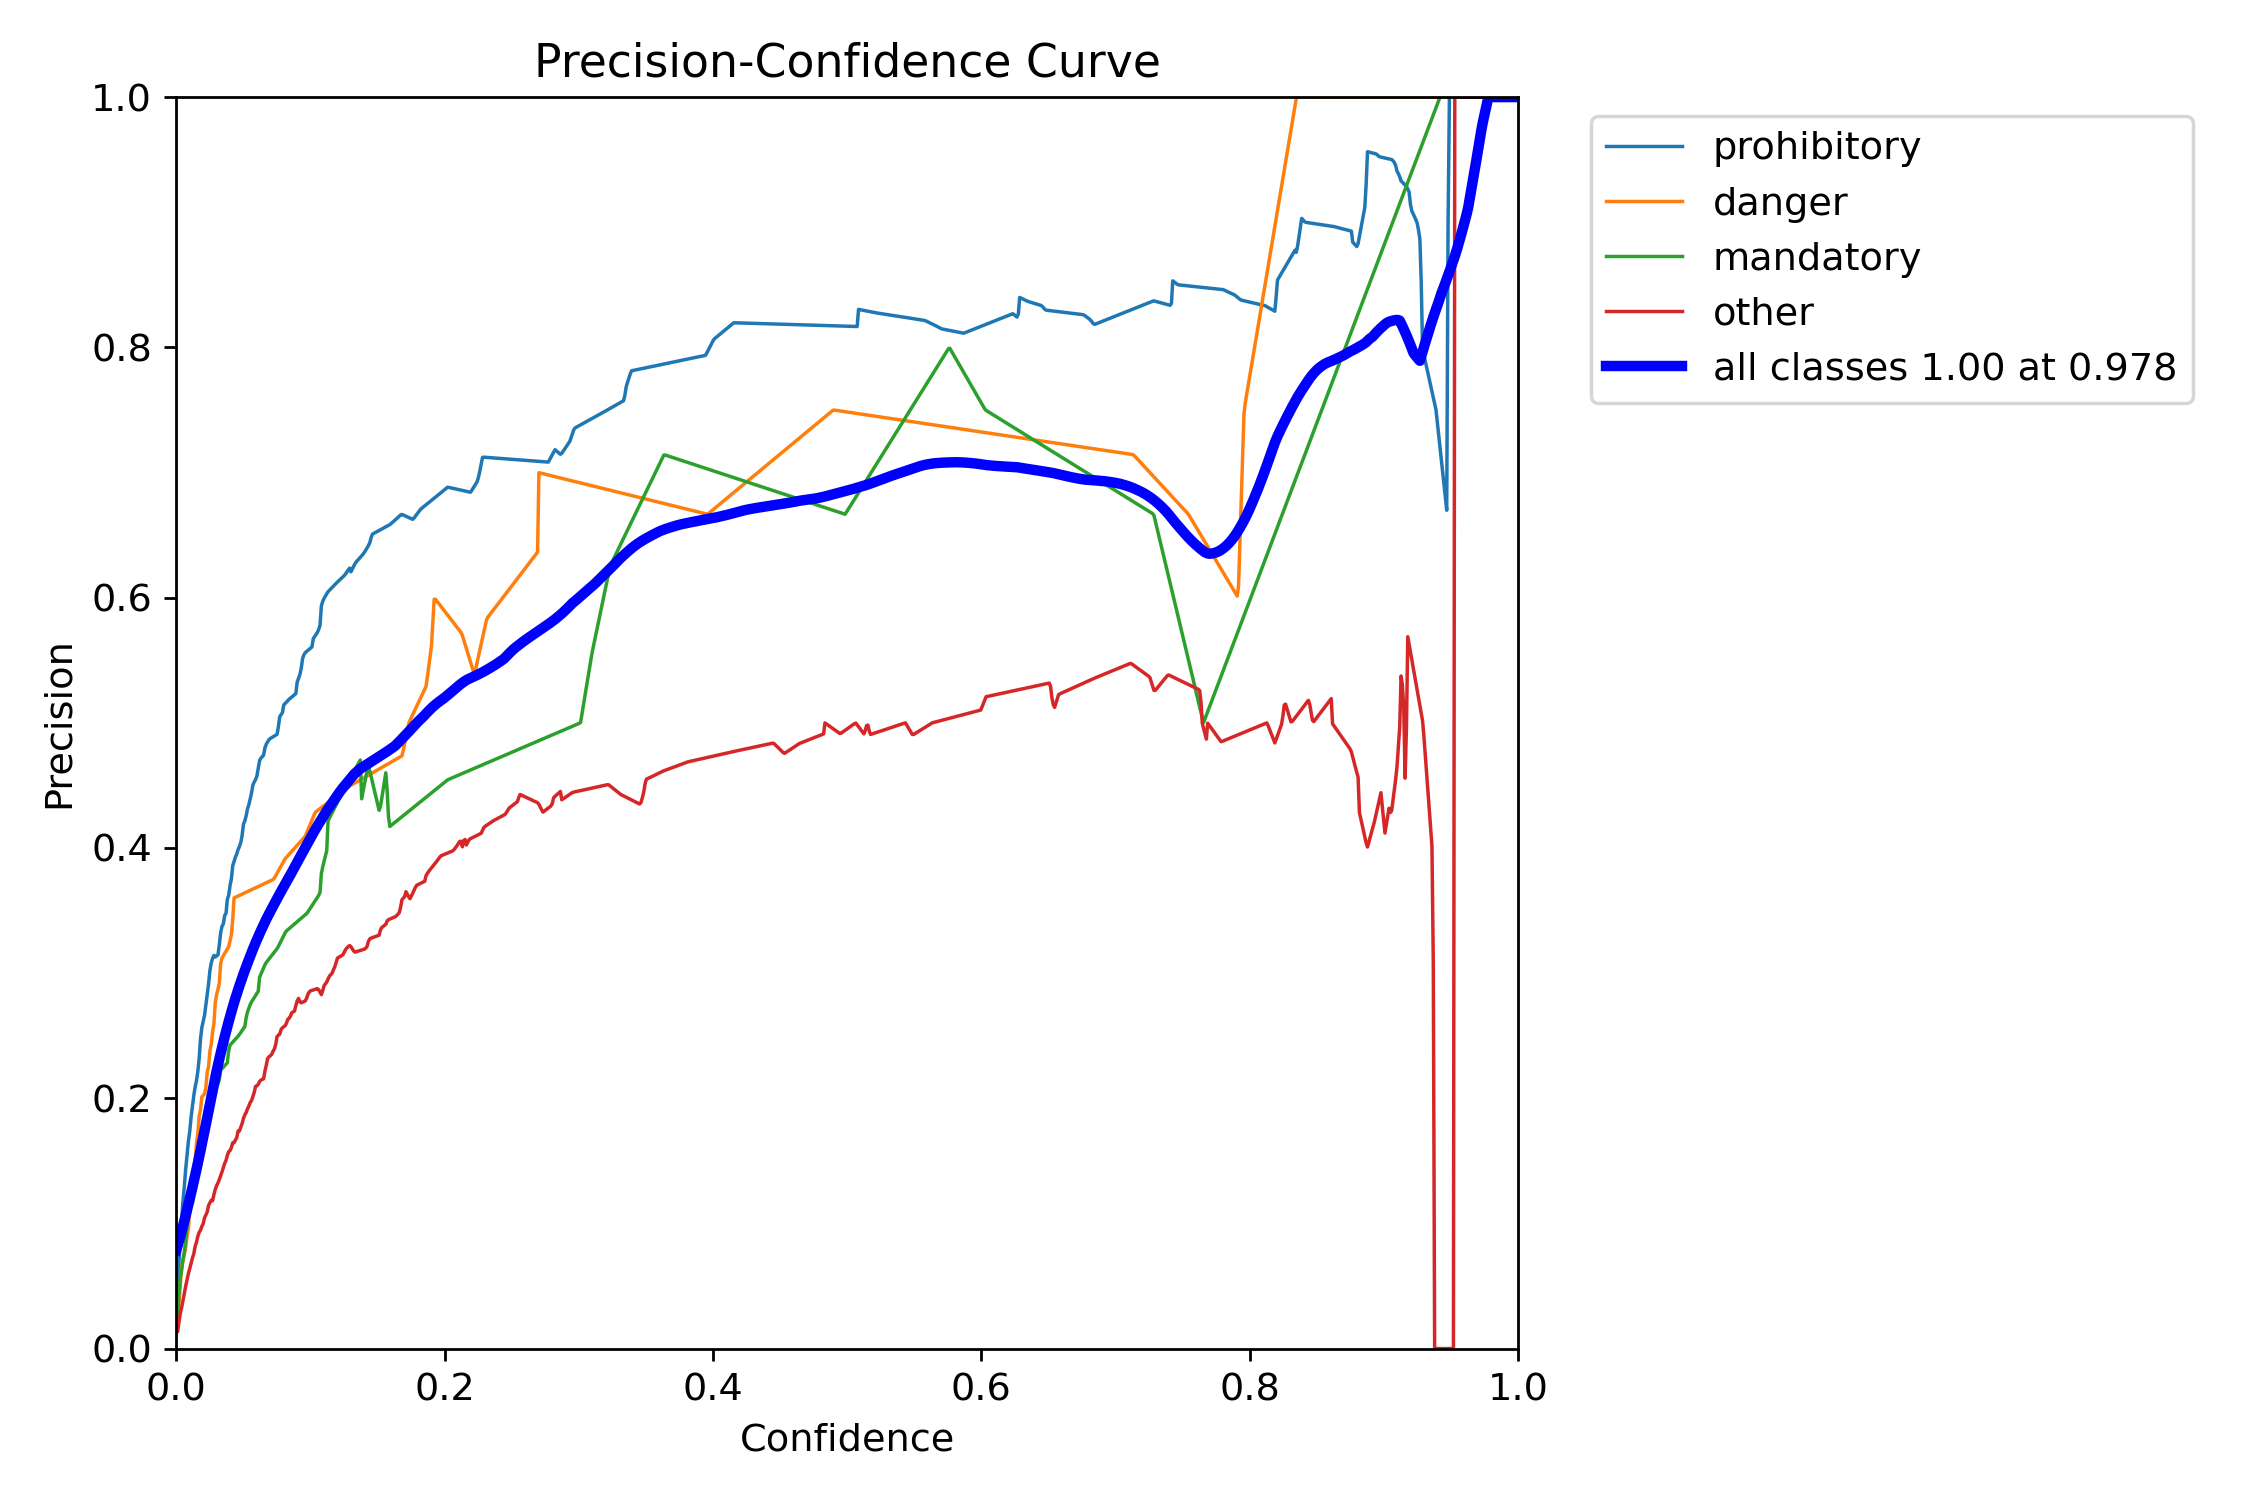 Precision-Confidence Curve
1.0
0.8
0.6
0.4
0.2
0.0
Precision
0.0 0.2 0.4 0.6 0.8 1.0
Confidence
prohibitory
danger
mandatory
other
all classes 1.00 at 0.978